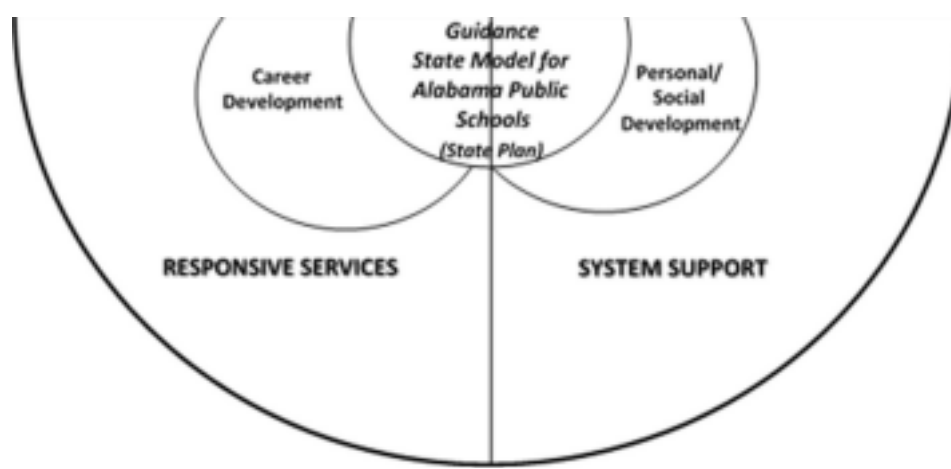 Guidance
State Model for
Alabama Public
Schools
(State Plan)
Career
Development
Personal/
Social
Development
RESPONSIVE SERVICES
SYSTEM SUPPORT